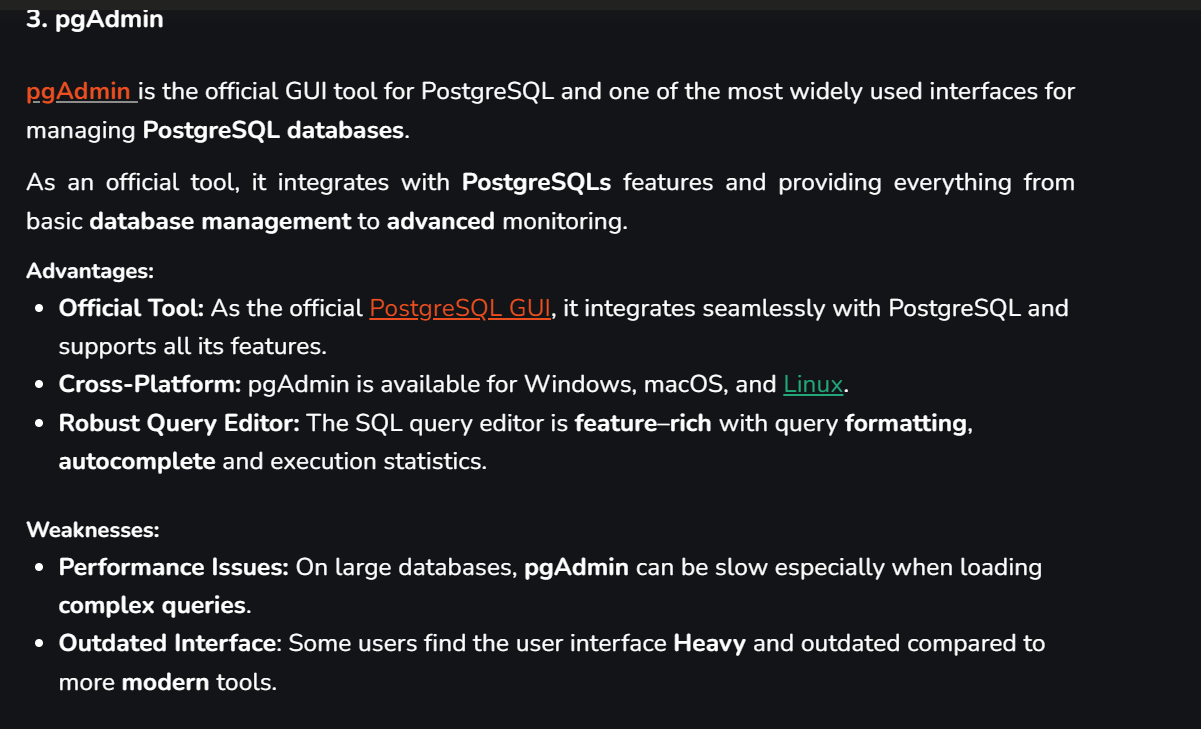 3. pgAdmin
pgAdmin is the official GUI tool for PostgreSQL and one of the most widely used interfaces for
managing PostgreSQL databases.
As an official tool, it integrates with PostgreSQLs features and providing everything from
basic database management to advanced monitoring.
Advantages:
• Official Tool: As the official PostgreSQL GUI, it integrates seamlessly with PostgreSQL and
supports all its features.
• Cross-Platform: pgAdmin is available for Windows, macOS, and Linux.
• Robust Query Editor: The SQL query editor is feature–rich with query formatting,
autocomplete and execution statistics.
Weaknesses:
• Performance Issues: On large databases, pgAdmin can be slow especially when loading
complex queries.
• Outdated Interface: Some users find the user interface Heavy and outdated compared to
more modern tools.